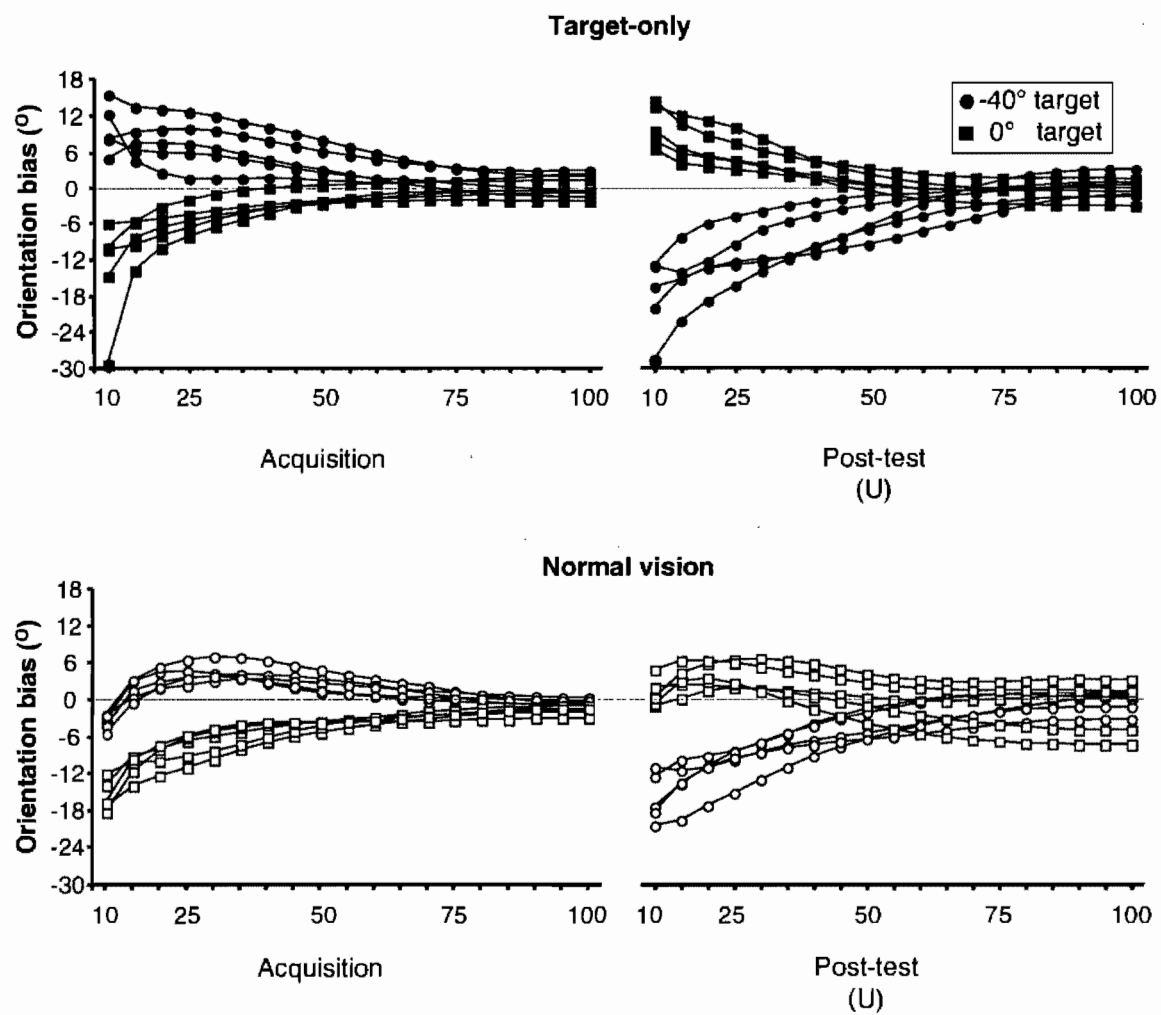 Target-only
Orientation bias (°)
18
12
6
0
-6
-12
-18
-24
-30
10 25 50 75 100
Acquisition
-40° target
0° target
10 25 50 75 100
Post-test
(U)
Normal vision
Orientation bias (°)
18
12
6
0
-6
-12
-18
-24
-30
10 25 50 75 100
Acquisition
10 25 50 75 100
Post-test
(U)